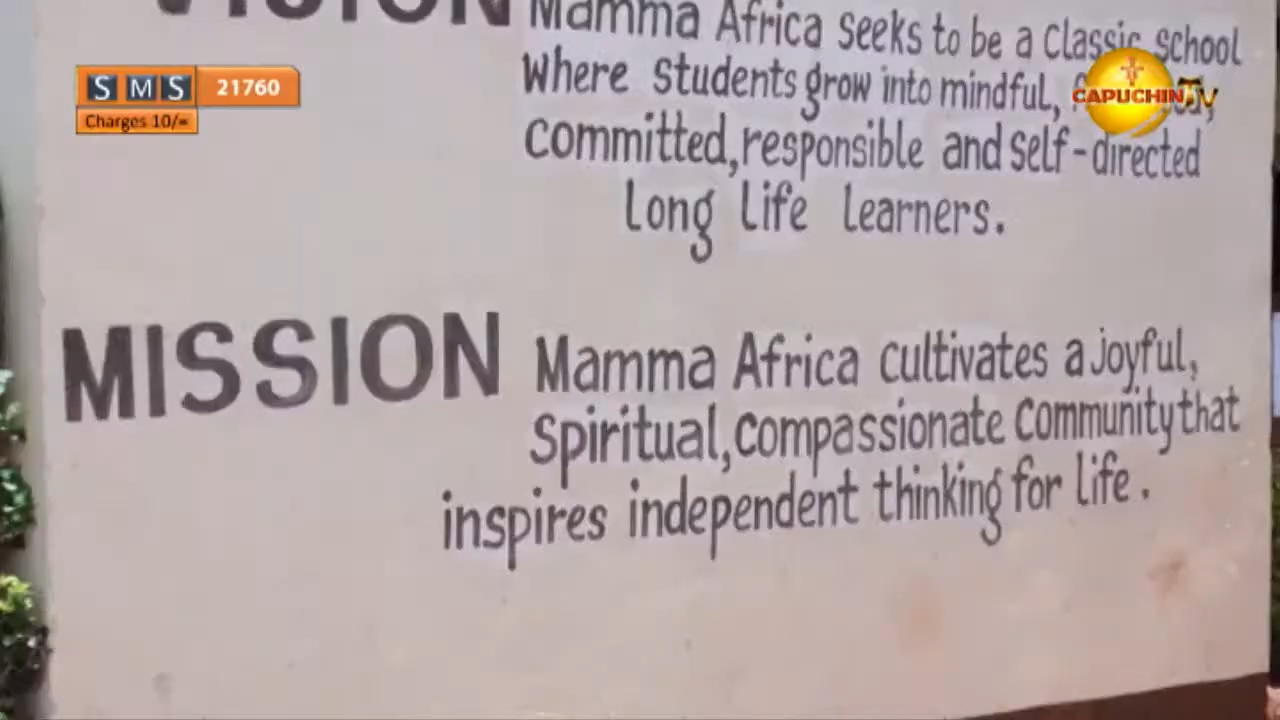 VISION
Mamma Africa seeks to be a classic school
where students grow into mindful,
committed, responsible and self-directed
long life learners.
MISSION
Mamma Africa cultivates a joyful,
spiritual, compassionate community that
inspires independent thinking for life.
SMS 21760
Charges 10/=
CAPUCHIN TV